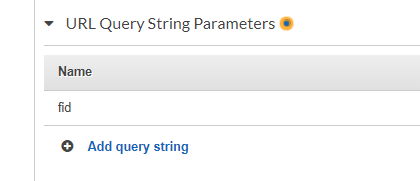 URL Query String Parameters
Name
fid
Add query string